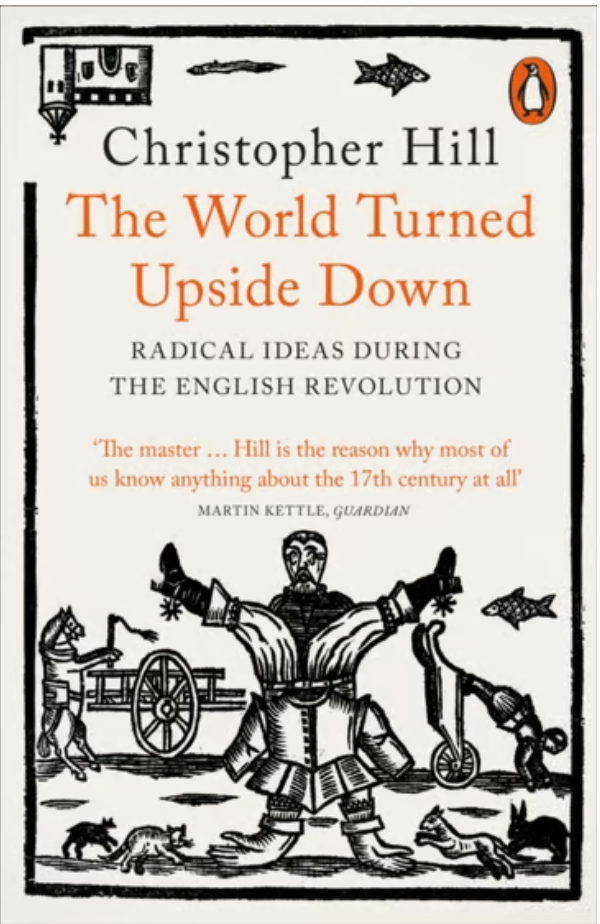 Christopher Hill
The World Turned
Upside Down
RADICAL IDEAS DURING
THE ENGLISH REVOLUTION
‘The master … Hill is the reason why most of
us know anything about the 17th century at all’
MARTIN KETTLE, GUARDIAN